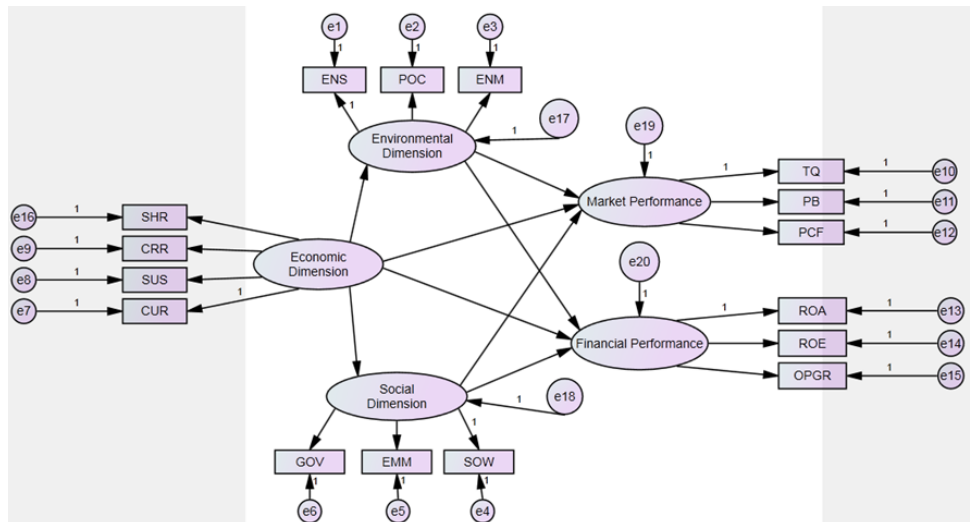 e1
e2
e3
1
1
1
ENS
POC
ENM
1
e17
1
Environmental
Dimension
e19
1
1
TQ
1
e10
Market Performance
PB
1
e11
PCF
1
e12
e16
1
SHR
e9
1
CRR
e8
1
SUS
e7
1
CUR
1
Economic
Dimension
e20
1
1
ROA
1
e13
Financial Performance
ROE
1
e14
OPGR
1
e15
Social
Dimension
1
e18
1
GOV
EMM
SOW
1
1
1
e6
e5
e4